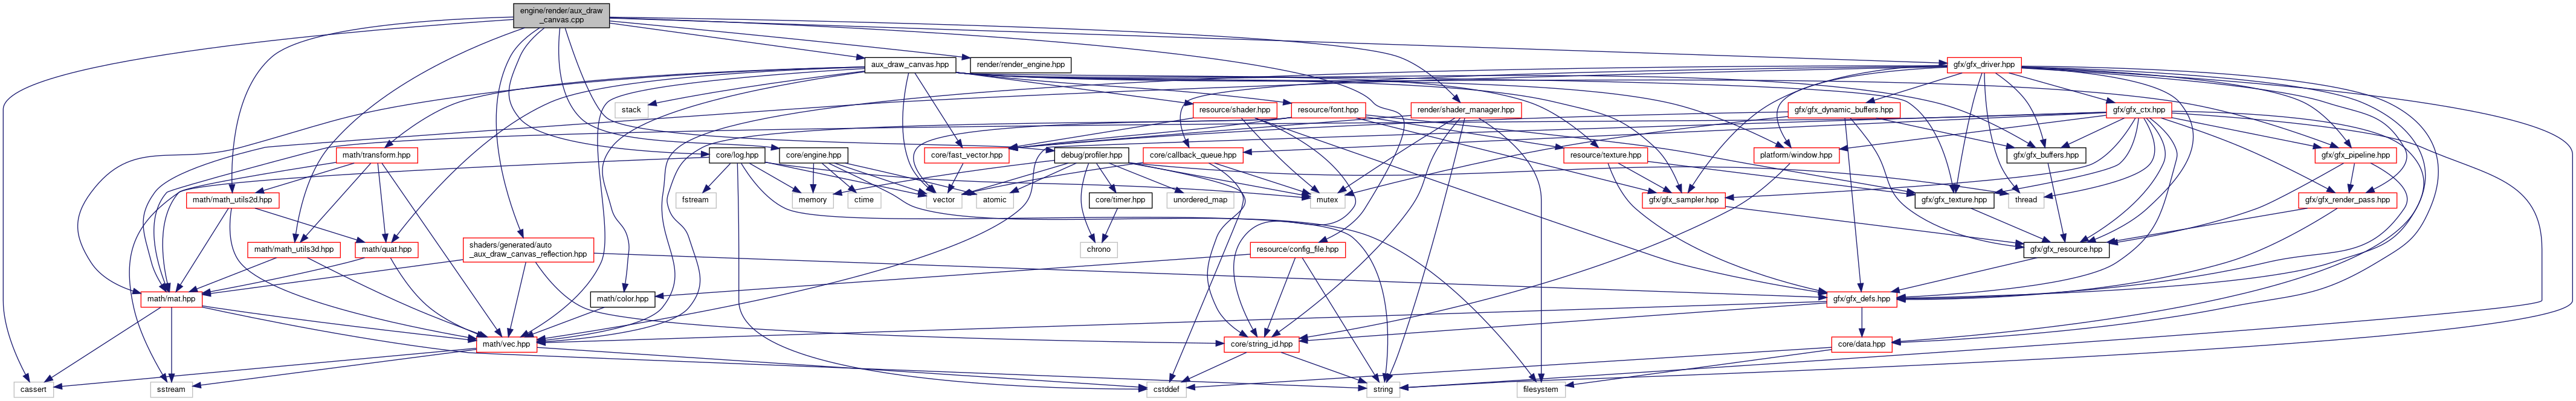 engine/render/aux_draw
_canvas.cpp
aux_draw_canvas.hpp
render/render_engine.hpp
gfx/gfx_driver.hpp
stack
resource/shader.hpp
resource/font.hpp
render/shader_manager.hpp
gfx/gfx_dynamic_buffers.hpp
gfx/gfx_ctx.hpp
math/transform.hpp
core/log.hpp
core/engine.hpp
core/fast_vector.hpp
debug/profiler.hpp
core/callback_queue.hpp
resource/texture.hpp
platform/window.hpp
gfx/gfx_buffers.hpp
gfx/gfx_pipeline.hpp
math/math_utils2d.hpp
fstream
memory
ctime
vector
atomic
core/timer.hpp
unordered_map
mutex
gfx/gfx_sampler.hpp
gfx/gfx_texture.hpp
thread
gfx/gfx_render_pass.hpp
math/math_utils3d.hpp
math/quat.hpp
shaders/generated/auto
_aux_draw_canvas_reflection.hpp
chrono
resource/config_file.hpp
gfx/gfx_resource.hpp
math/mat.hpp
math/color.hpp
gfx/gfx_defs.hpp
math/vec.hpp
core/string_id.hpp
core/data.hpp
cassert
sstream
cstddef
string
filesystem